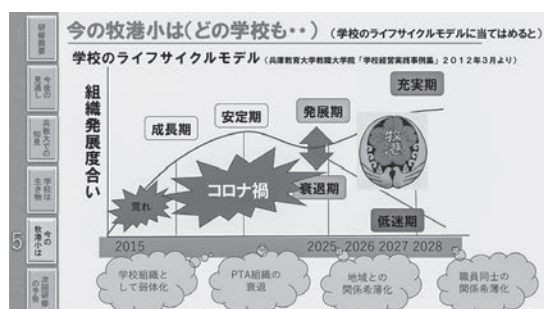 今の牧港小は(どの学校も・・)(学校のライフサイクルモデルに当てはめると)
学校のライフサイクルモデル(兵庫教育大学教職大学院「学校経営実践事例集」2012年3月より)
研修概要
今後の
見通し
兵教大での
知見
学校は
生き物
5
今の
牧港小は
次回研修
の予告
組織発展度合い
成長期
安定期
発展期
充実期
荒れ
コロナ禍
衰退期
低迷期
牧港
2015
2025
2026
2027
2028
学校組織と
して弱体化
PTA組織の
衰退
地域との
関係希薄化
職員同士の
関係希薄化